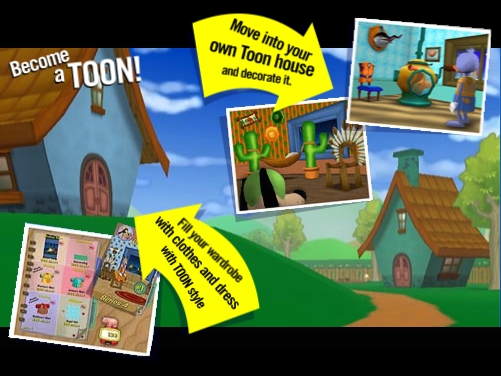 Become
a TOON!
Move into your
own Toon house
and decorate it.
Fill your wardrobe
with clothes and dress
with TOON style